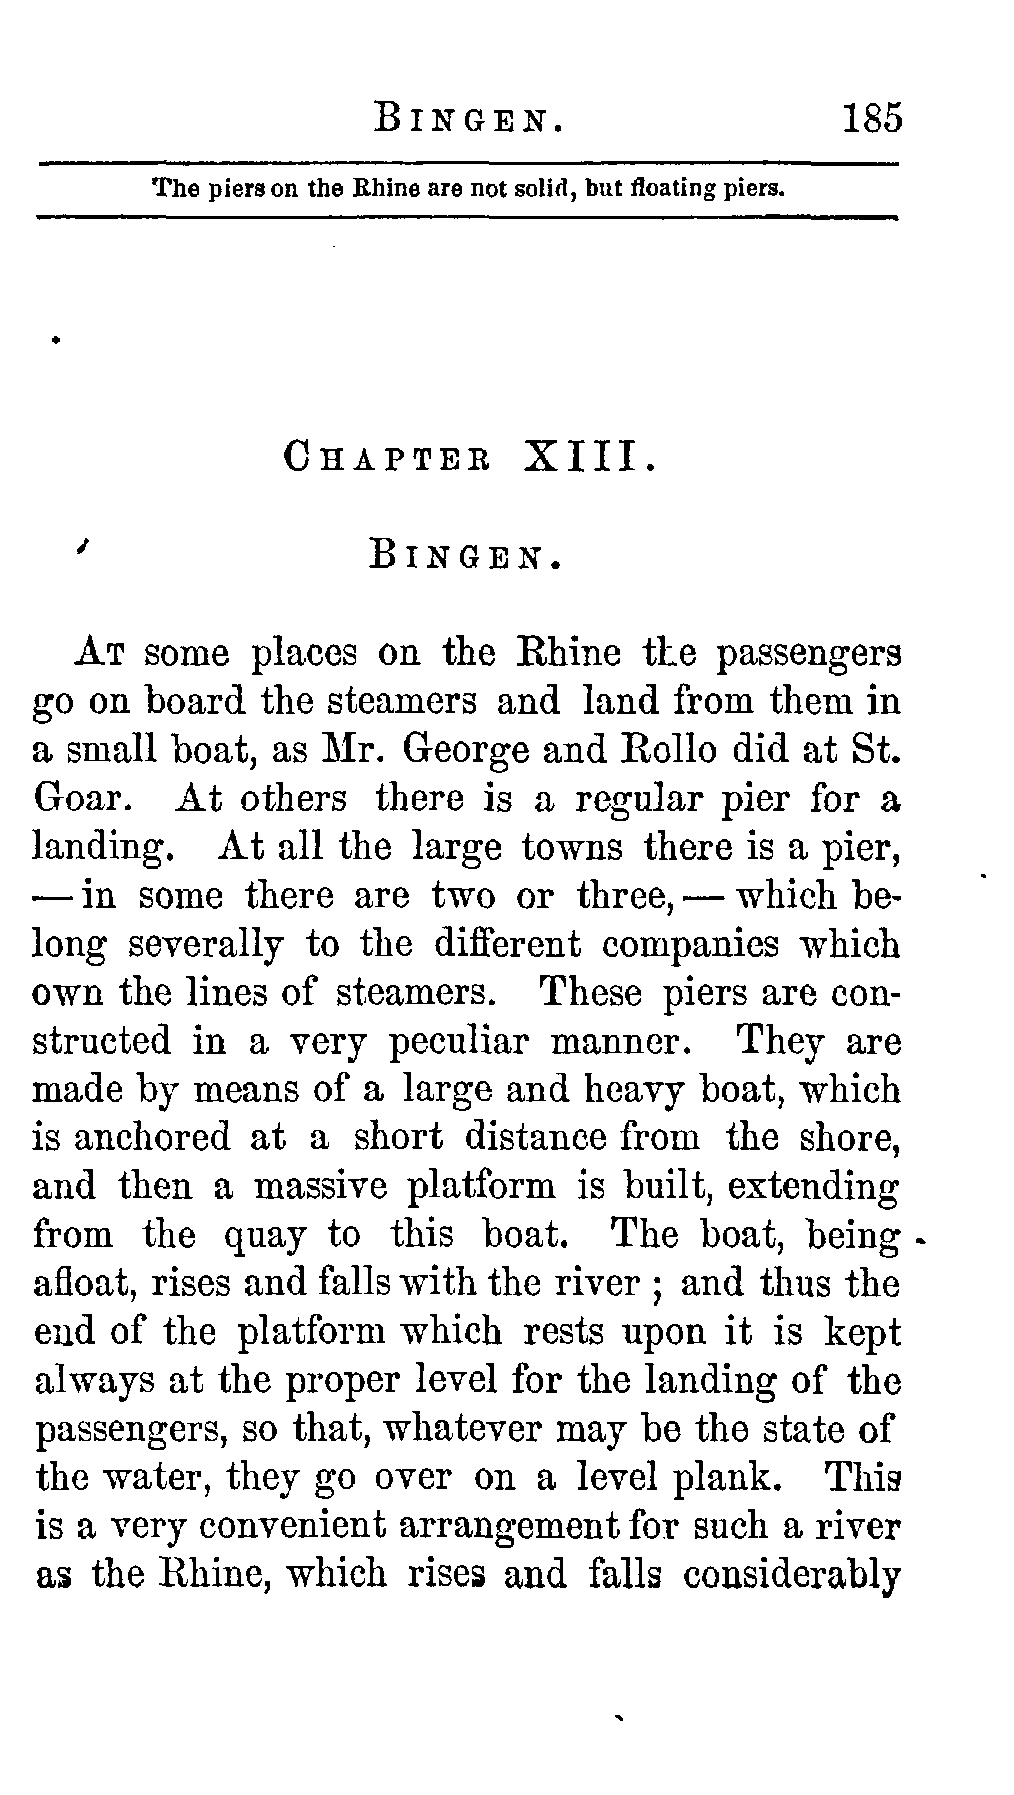 BINGEN. 185
The piers on the Rhine are not solid, but floating piers.
CHAPTER XIII.
BINGEN.
AT some places on the Rhine the passengers
go on board the steamers and land from them in
a small boat, as Mr. George and Rollo did at St.
Goar. At others there is a regular pier for a
landing. At all the large towns there is a pier,
— in some there are two or three, — which be-
long severally to the different companies which
own the lines of steamers. These piers are con-
structed in a very peculiar manner. They are
made by means of a large and heavy boat, which
is anchored at a short distance from the shore,
and then a massive platform is built, extending
from the quay to this boat. The boat, being
afloat, rises and falls with the river ; and thus the
end of the platform which rests upon it is kept
always at the proper level for the landing of the
passengers, so that, whatever may be the state of
the water, they go over on a level plank. This
is a very convenient arrangement for such a river
as the Rhine, which rises and falls considerably